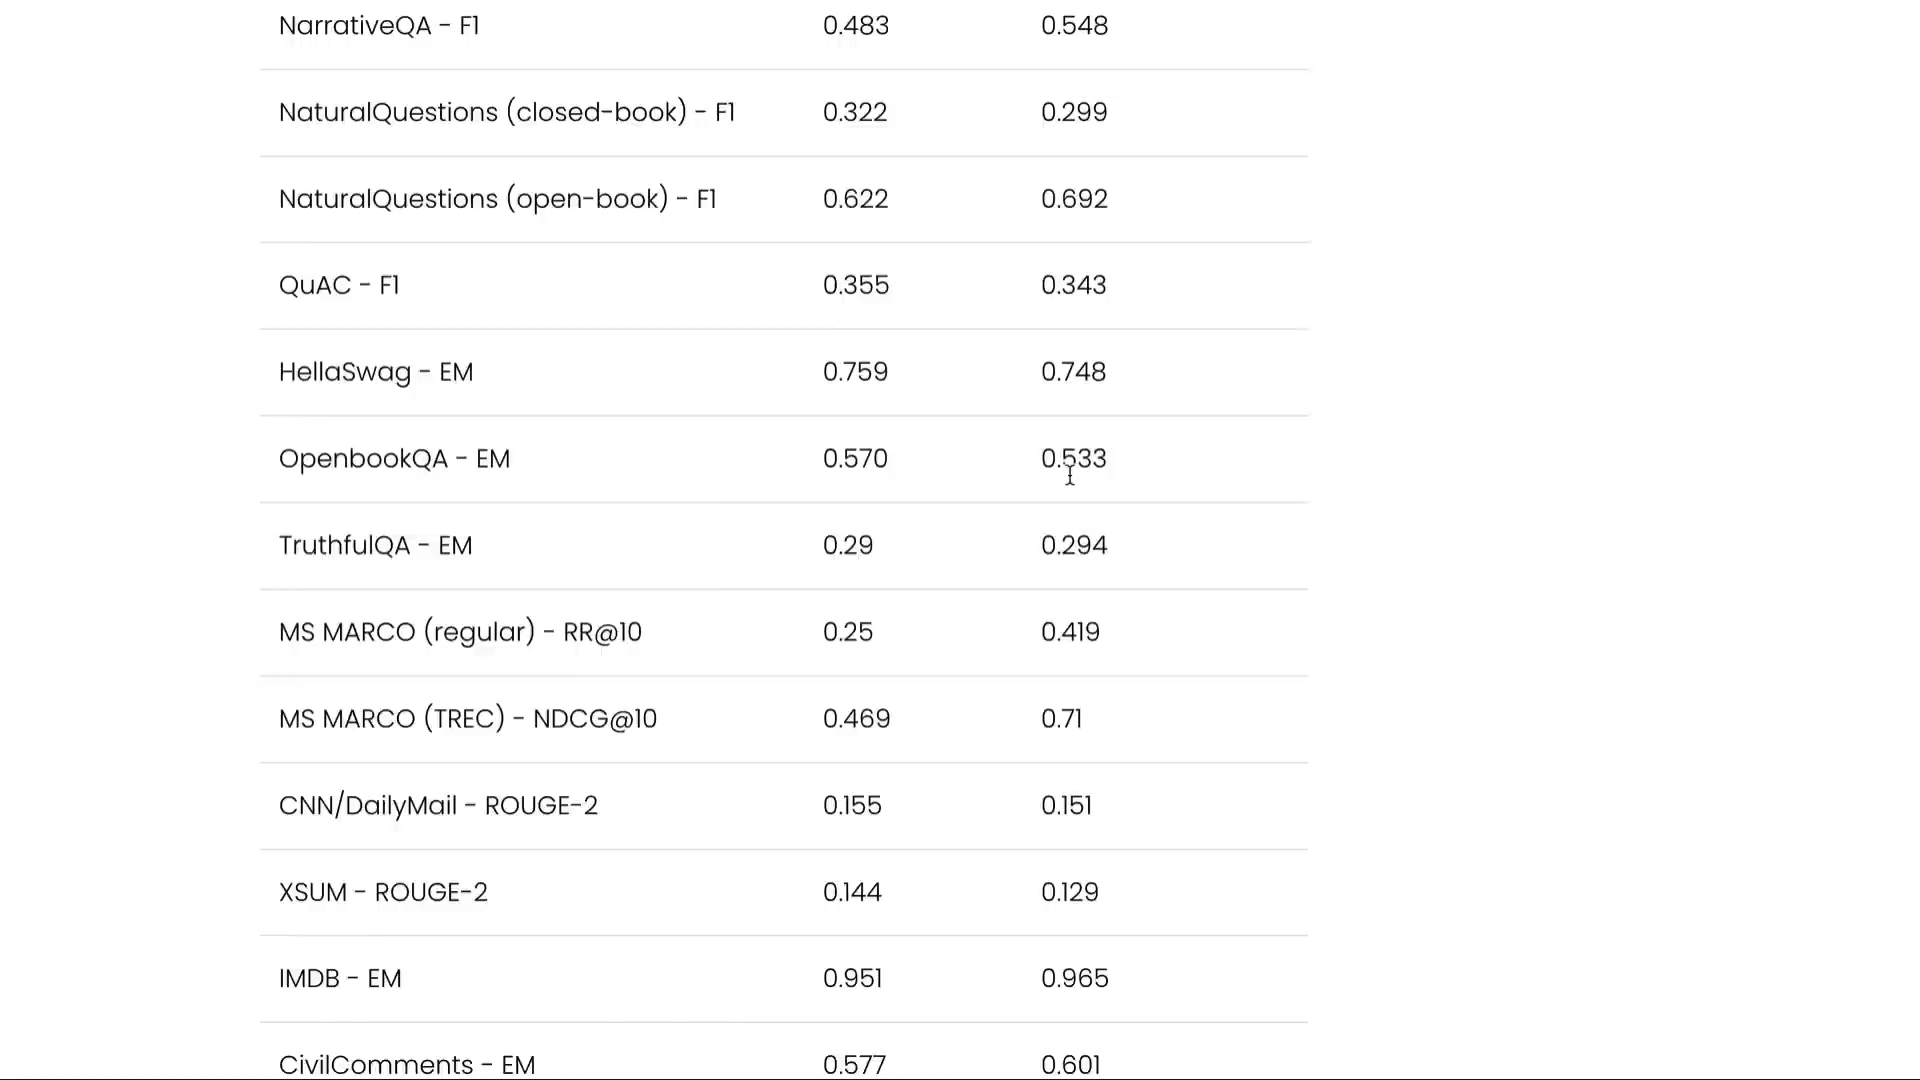 NarrativeQA - F1 0.483 0.548
NaturalQuestions (closed-book) - F1 0.322 0.299
NaturalQuestions (open-book) - F1 0.622 0.692
QuAC - F1 0.355 0.343
HellaSwag - EM 0.759 0.748
OpenbookQA - EM 0.570 0.533
TruthfulQA - EM 0.29 0.294
MS MARCO (regular) - RR@10 0.25 0.419
MS MARCO (TREC) - NDCG@10 0.469 0.71
CNN/DailyMail - ROUGE-2 0.155 0.151
XSUM - ROUGE-2 0.144 0.129
IMDB - EM 0.951 0.965
CivilComments - EM 0.577 0.601